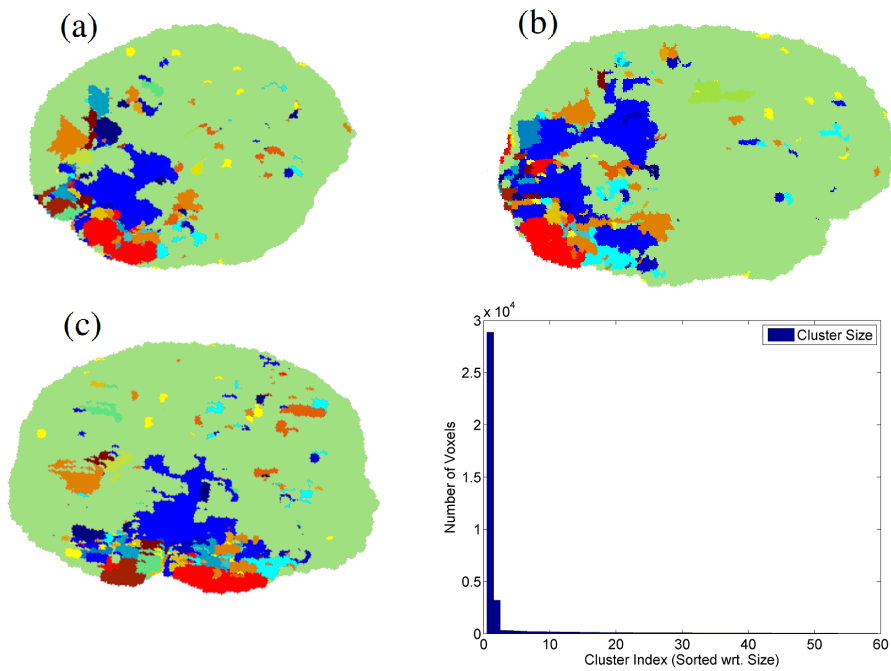 (a)
(b)
(c)
3 × 10^4
Cluster Size
2.5
2
1.5
1
0.5
0
Number of Voxels
0 10 20 30 40 50 60
Cluster Index (Sorted wrt. Size)